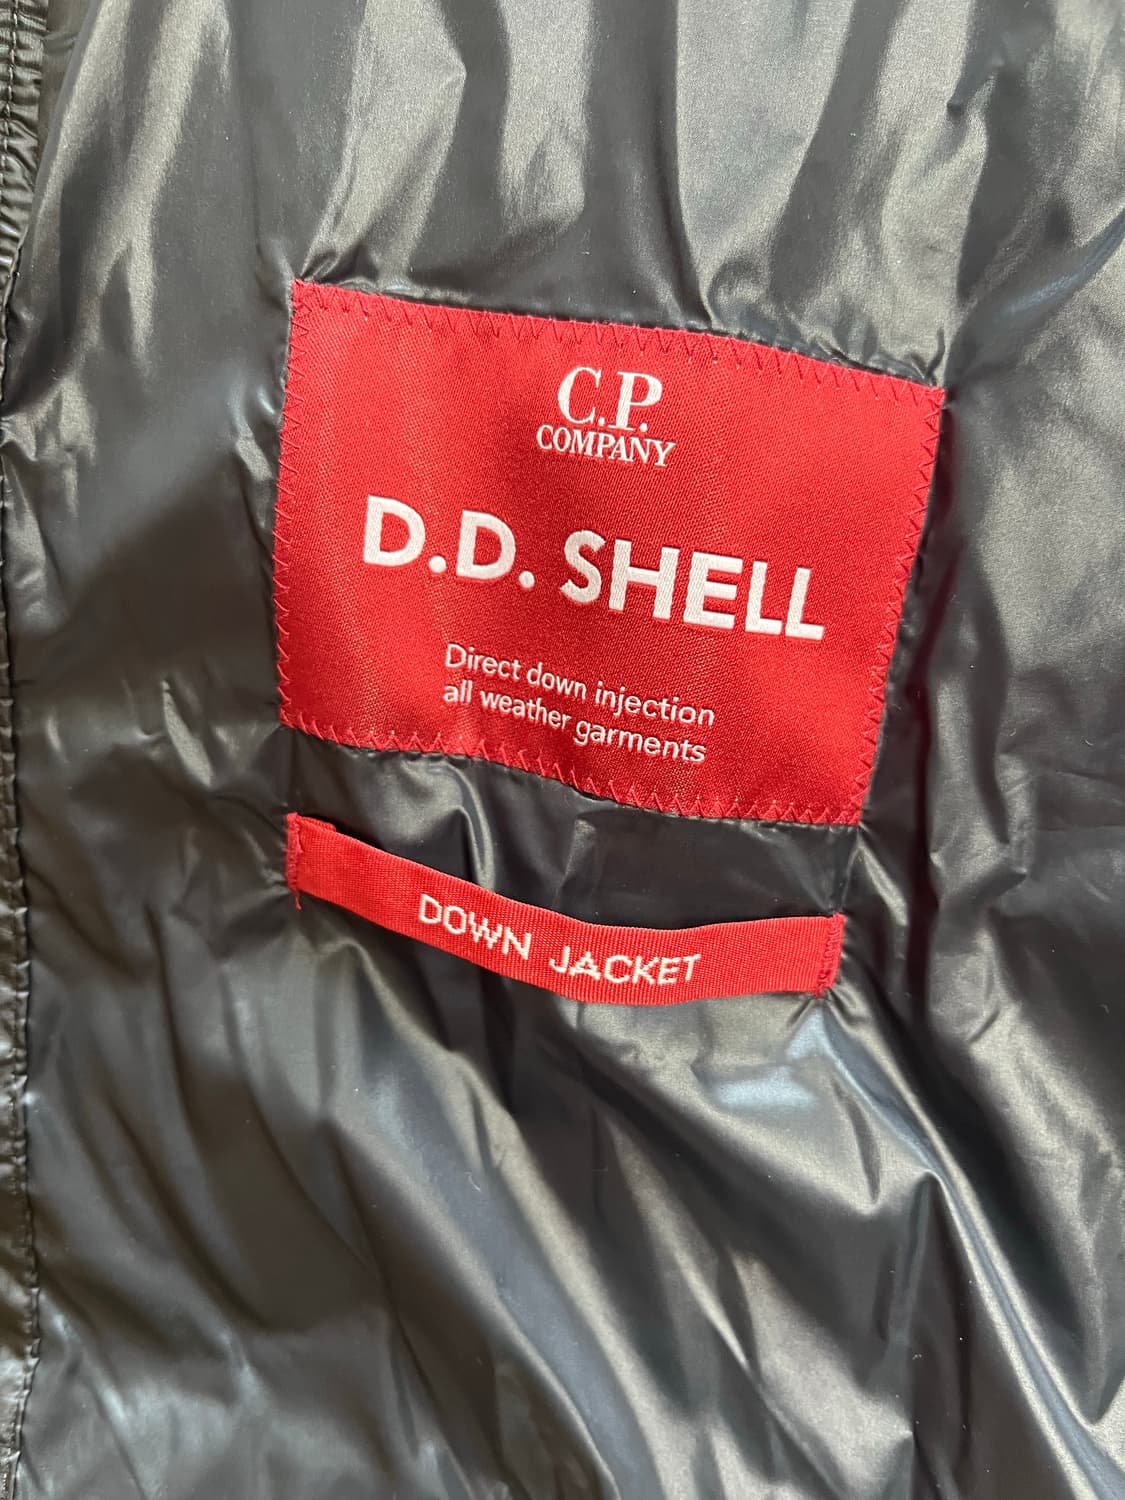 C.P.
COMPANY
D.D. SHELL
Direct down injection
all weather garments
DOWN JACKET